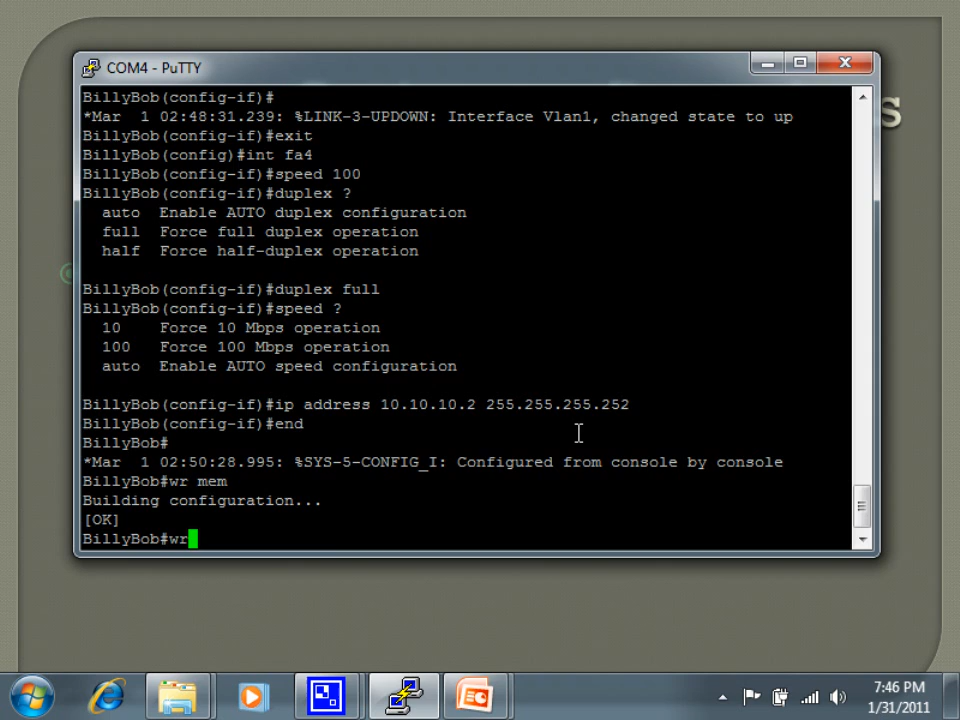 COM4 - PuTTY
s
BillyBob(config-if)#
*Mar  1 02:48:31.239: %LINK-3-UPDOWN: Interface Vlan1, changed state to up
BillyBob(config-if)#exit
BillyBob(config)#int fa4
BillyBob(config-if)#speed 100
BillyBob(config-if)#duplex ?
  auto  Enable AUTO duplex configuration
  full  Force full duplex operation
  half  Force half-duplex operation
BillyBob(config-if)#duplex full
BillyBob(config-if)#speed ?
  10    Force 10 Mbps operation
  100   Force 100 Mbps operation
  auto  Enable AUTO speed configuration
BillyBob(config-if)#ip address 10.10.10.2 255.255.255.252
BillyBob(config-if)#end
BillyBob#
*Mar  1 02:50:28.995: %SYS-5-CONFIG_I: Configured from console by console
BillyBob#wr mem
Building configuration...
[OK]
BillyBob#wr
7:46 PM
1/31/2011